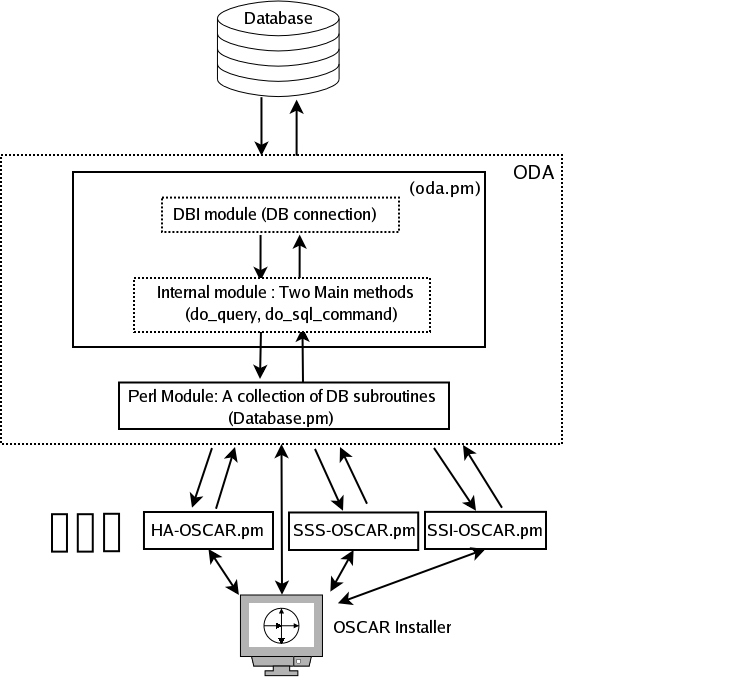 Database
ODA
(oda.pm)
DBI module (DB connection)
Internal module : Two Main methods
(do_query, do_sql_command)
Perl Module: A collection of DB subroutines
(Database.pm)
HA-OSCAR.pm
SSS-OSCAR.pm
SSI-OSCAR.pm
OSCAR Installer